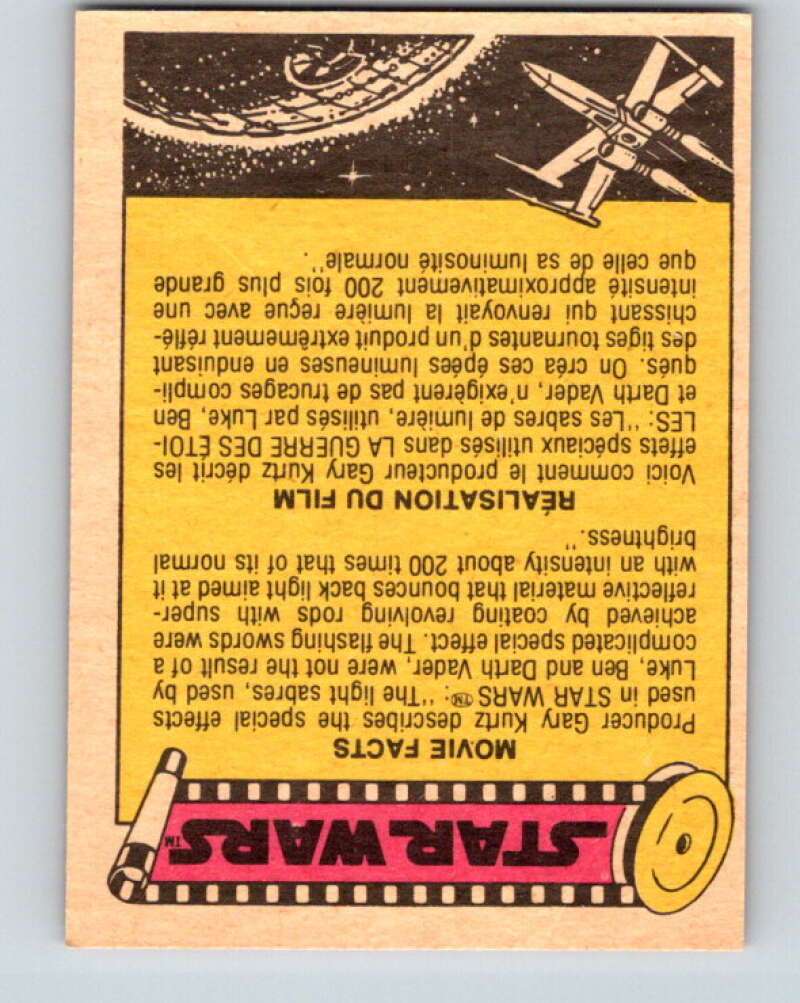 STAR WARS™
MOVIE FACTS
Producer Gary Kurtz describes the special effects
used in STAR WARS™: "The light sabres, used by
Luke, Ben and Darth Vader, were not the result of a
complicated special effect. The flashing swords were
achieved by coating revolving rods with super-
reflective material that bounces back light aimed at it
with an intensity about 200 times that of its normal
brightness."
RÉALISATION DU FILM
Voici comment le producteur Gary Kurtz décrit les
effets spéciaux utilisés dans LA GUERRE DES ÉTOI-
LES: "Les sabres de lumière, utilisés par Luke, Ben
et Darth Vader, n'exigèrent pas de trucages compli-
qués. On créa ces épées lumineuses en enduisant
des tiges tournantes d'un produit extrêmement réflé-
chissant qui renvoyait la lumière reçue avec une
intensité approximativement 200 fois plus grande
que celle de sa luminosité normale".